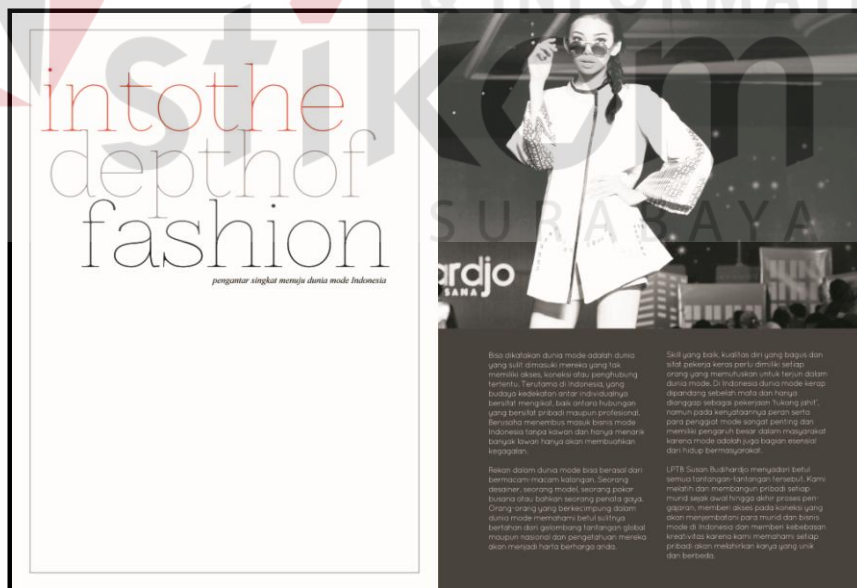 & INFORMAT
stikom
SURABAYA
intothe
depthof
fashion
pengantar singkat menuju dunia mode Indonesia
ardjo
SANA
Bisa dikatakan dunia mode adalah dunia
yang sulit dimasuki mereka yang tak
memiliki akses, koneksi atau penghubung
tertentu. Terutama di Indonesia, yang
budaya kedekatan antar individualnya
bersifat mengikat, baik antara hubungan
yang bersifat pribadi maupun profesional.
Berusaha menembus masuk bisnis mode
Indonesia tanpa kawan dan hanya menarik
banyak lawan hanya akan membuahkan
kegagalan.
Rekan dalam dunia mode bisa berasal dari
bermacam-macam kalangan. Seorang
desainer, seorang model, seorang pakar
busana atau bahkan seorang penata gaya.
Orang-orang yang berkecimpung dalam
dunia mode memahami betul sulitnya
bertahan dari gelombang tantangan global
maupun nasional dan pengetahuan mereka
akan menjadi harta berharga anda.
Skill yang baik, kualitas diri yang bagus dan
sifat pekerja keras perlu dimiliki setiap
orang yang memutuskan untuk terjun dalam
dunia mode. Di Indonesia dunia mode kerap
dipandang sebelah mata dan hanya
dianggap sebagai pekerjaan 'tukang jahit',
namun pada kenyataannya peran serta
para penggiat mode sangat penting dan
memiliki pengaruh besar dalam masyarakat
karena mode adalah juga bagian esensial
dari hidup bermasyarakat.
LPTB Susan Budihardjo menyadari betul
semua tantangan-tantangan tersebut. Kami
melatih dan membangun pribadi setiap
murid sejak awal hingga akhir proses pen-
gajaran, memberi akses pada koneksi yang
akan menjembatani para murid dan bisnis
mode di Indonesia dan memberi kebebasan
kreativitas karena kami memahami setiap
pribadi akan melahirkan karya yang unik
dan berbeda.